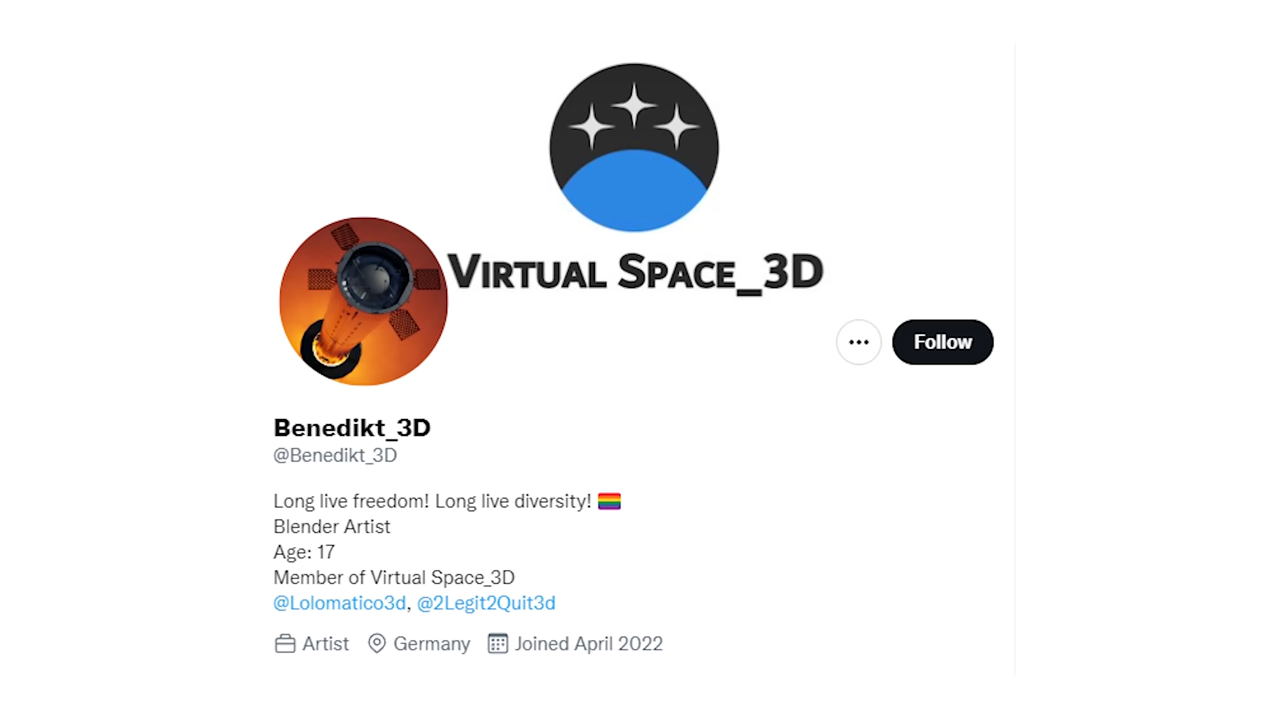 Virtual Space_3D
Follow
Benedikt_3D
@Benedikt_3D
Long live freedom! Long live diversity! 🏳️‍🌈
Blender Artist
Age: 17
Member of Virtual Space_3D
@Lolomatico3d, @2Legit2Quit3d
Artist Germany Joined April 2022